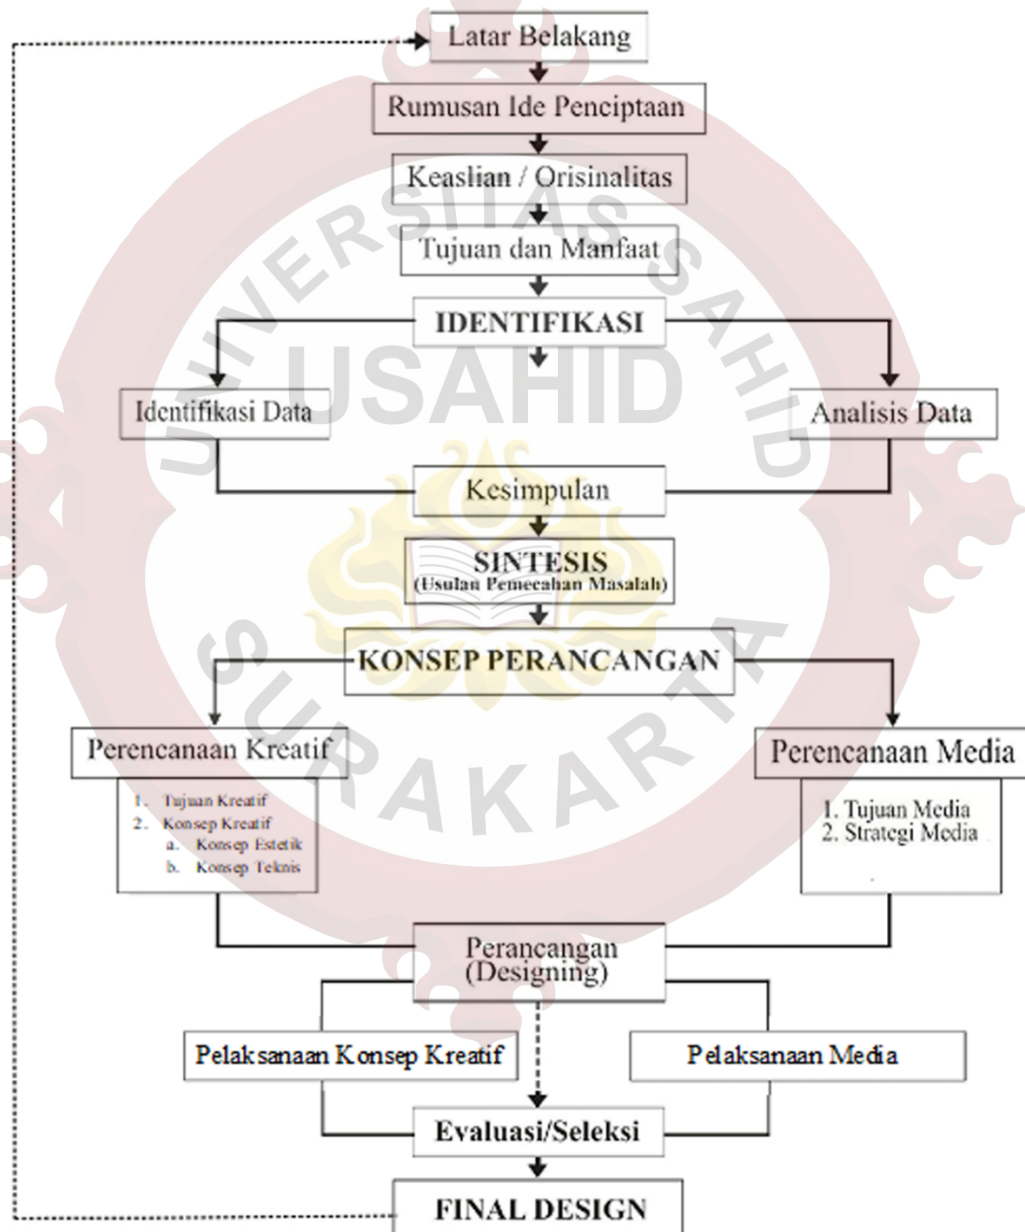 Latar Belakang
Rumusan Ide Penciptaan
Keaslian / Orisinalitas
Tujuan dan Manfaat
IDENTIFIKASI
Identifikasi Data
Analisis Data
Kesimpulan
SINTESIS
(Usulan Pemecahan Masalah)
KONSEP PERANCANGAN
Perencanaan Kreatif
1. Tujuan Kreatif
2. Konsep Kreatif
a. Konsep Estetik
b. Konsep Teknis
Perencanaan Media
1. Tujuan Media
2. Strategi Media
Perancangan
(Designing)
Pelaksanaan Konsep Kreatif
Pelaksanaan Media
Evaluasi/Seleksi
FINAL DESIGN
UNIVERSITAS SAHID
USAHID
SURAKARTA